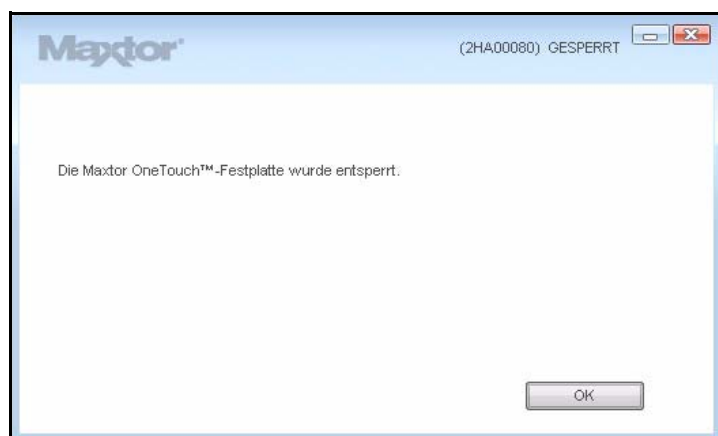 Maxtor
(2HA00080) GESPERRT
Die Maxtor OneTouch™-Festplatte wurde entsperrt.
OK